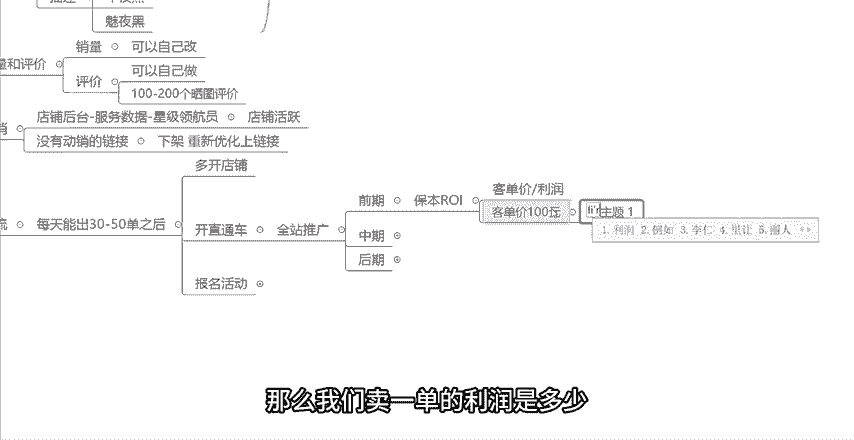 魅夜黑
销量
可以自己改
量和评价
评价
可以自己做
100-200个晒图评价
销
店铺后台-服务数据-星级领航员
店铺活跃
没有动销的链接
下架 重新优化上链接
多开店铺
流
每天能出30-50单之后
开直通车
全站推广
前期
保本ROI
客单价/利润
客单价100元
li'r主题 1
1.利润 2.例如 3.李仁 4.里让 5.丽人
中期
后期
报名活动
那么我们卖一单的利润是多少